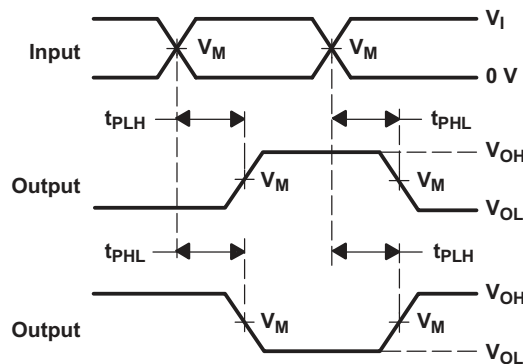 V_I
Input V_M V_M
0 V
t_PLH t_PHL
V_OH
Output V_M V_M
V_OL
t_PHL t_PLH
V_OH
Output V_M V_M
V_OL